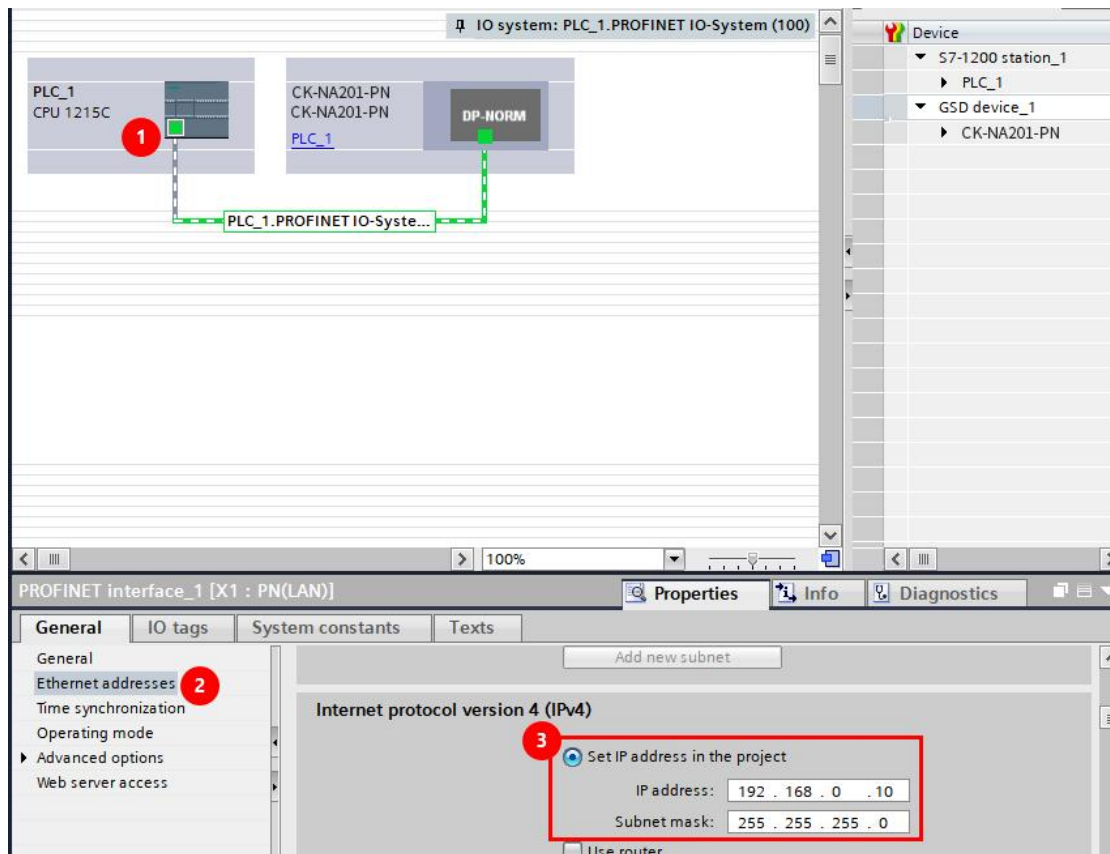 IO system: PLC_1.PROFINET IO-System (100)
PLC_1
CPU 1215C
1
CK-NA201-PN
CK-NA201-PN
PLC_1
DP-NORM
PLC_1.PROFINET IO-Syste...
Device
S7-1200 station_1
PLC_1
GSD device_1
CK-NA201-PN
100%
PROFINET interface_1 [X1 : PN(LAN)]
Properties
Info
Diagnostics
General
IO tags
System constants
Texts
General
Ethernet addresses
2
Time synchronization
Operating mode
Advanced options
Web server access
Add new subnet
Internet protocol version 4 (IPv4)
3
Set IP address in the project
IP address: 192 . 168 . 0 . 10
Subnet mask: 255 . 255 . 255 . 0
Use router